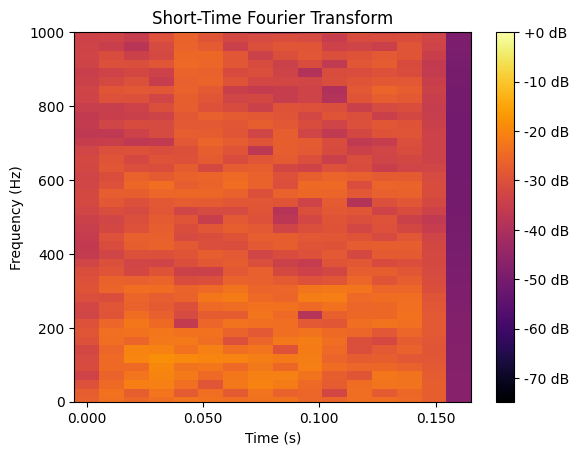 Short-Time Fourier Transform
Frequency (Hz)
1000
800
600
400
200
0
0.000
0.050
0.100
0.150
Time (s)
+0 dB
-10 dB
-20 dB
-30 dB
-40 dB
-50 dB
-60 dB
-70 dB